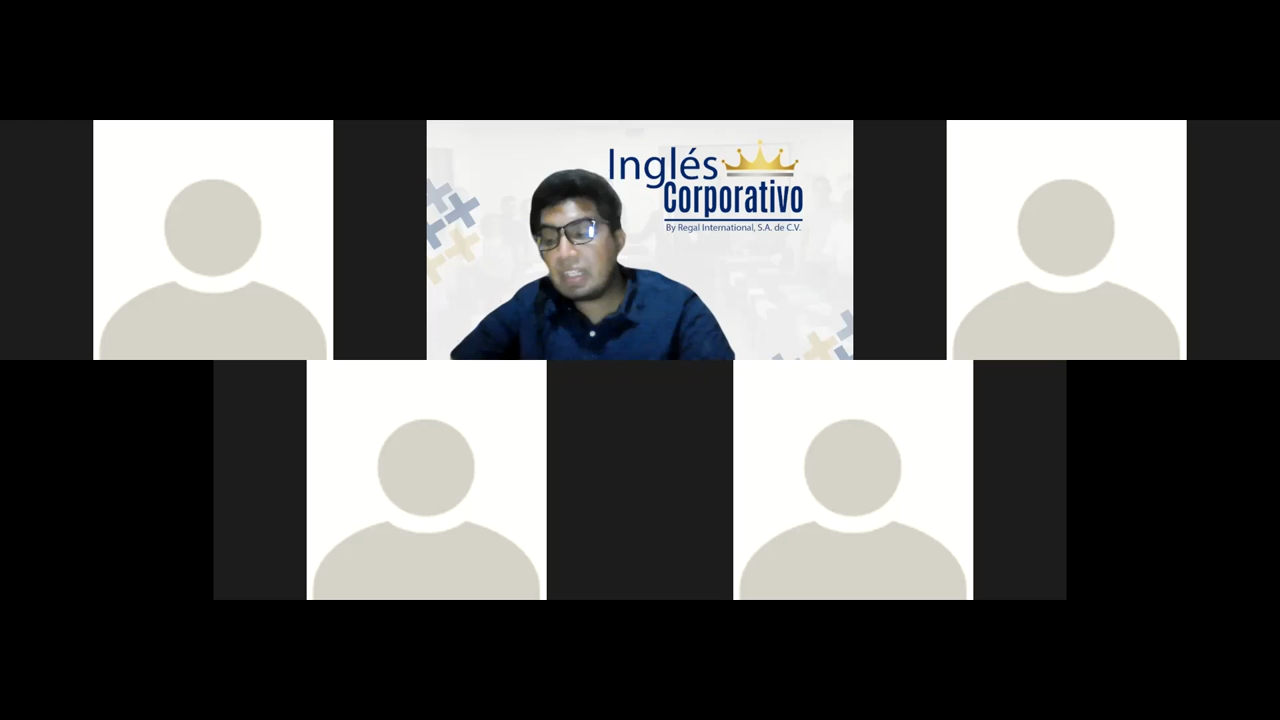 Inglés
Corporativo
By Regal International, S.A. de C.V.